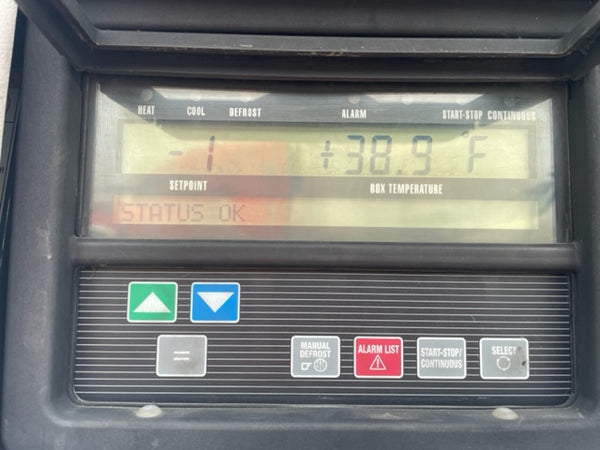 HEAT COOL DEFROST ALARM START-STOP CONTINUOUS
-1 +38.9 °F
SETPOINT BOX TEMPERATURE
STATUS OK
MANUAL DEFROST
ALARM LIST
START-STOP/
CONTINUOUS
SELECT
=